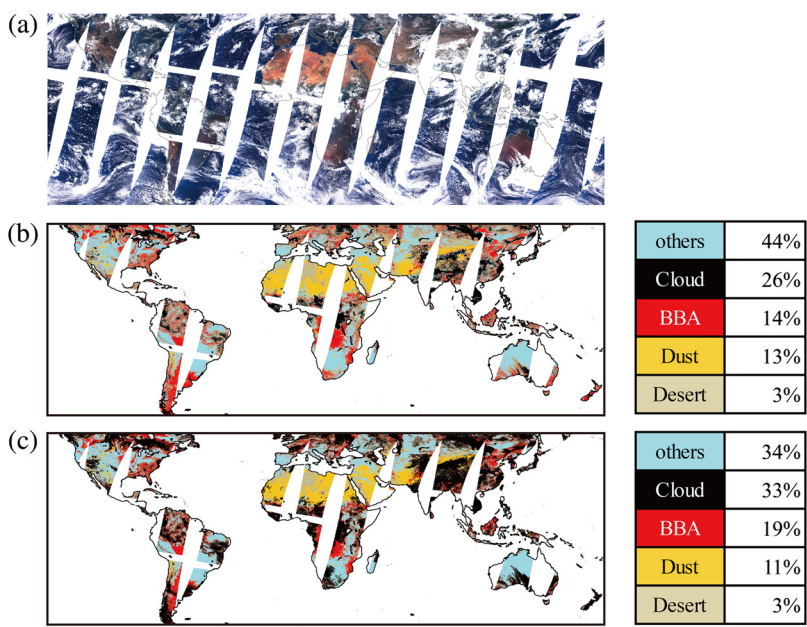 (a)
(b)
others 44%
Cloud 26%
BBA 14%
Dust 13%
Desert 3%
(c)
others 34%
Cloud 33%
BBA 19%
Dust 11%
Desert 3%